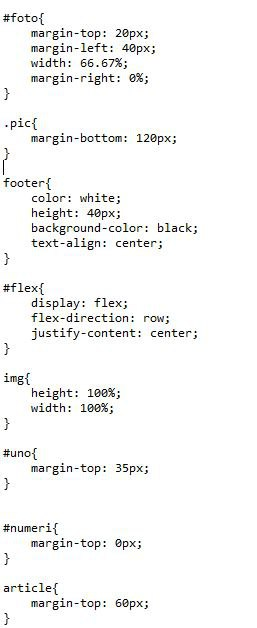 #foto{
    margin-top: 20px;
    margin-left: 40px;
    width: 66.67%;
    margin-right: 0%;
}

.pic{
    margin-bottom: 120px;
}

footer{
    color: white;
    height: 40px;
    background-color: black;
    text-align: center;
}

#flex{
    display: flex;
    flex-direction: row;
    justify-content: center;
}

img{
    height: 100%;
    width: 100%;
}

#uno{
    margin-top: 35px;
}


#numeri{
    margin-top: 0px;
}

article{
    margin-top: 60px;
}